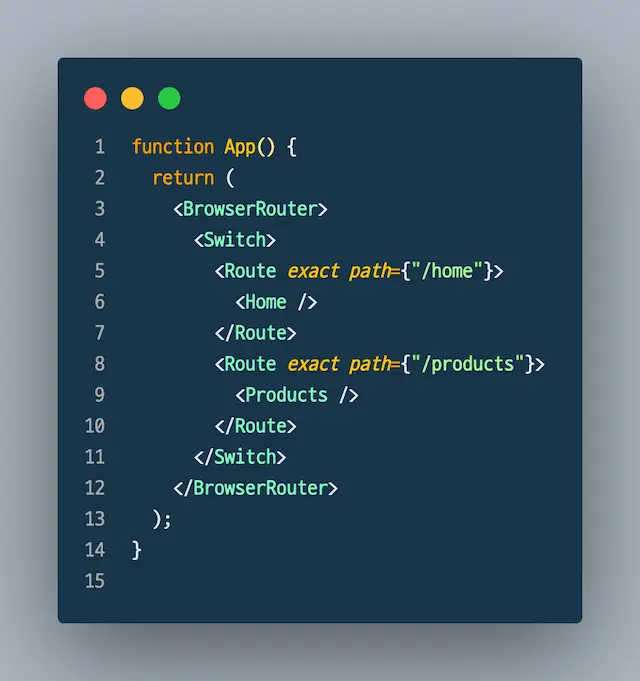 1 function App() {
2   return (
3     <BrowserRouter>
4       <Switch>
5         <Route exact path={"/home"}>
6           <Home />
7         </Route>
8         <Route exact path={"/products"}>
9           <Products />
10         </Route>
11       </Switch>
12     </BrowserRouter>
13   );
14 }
15